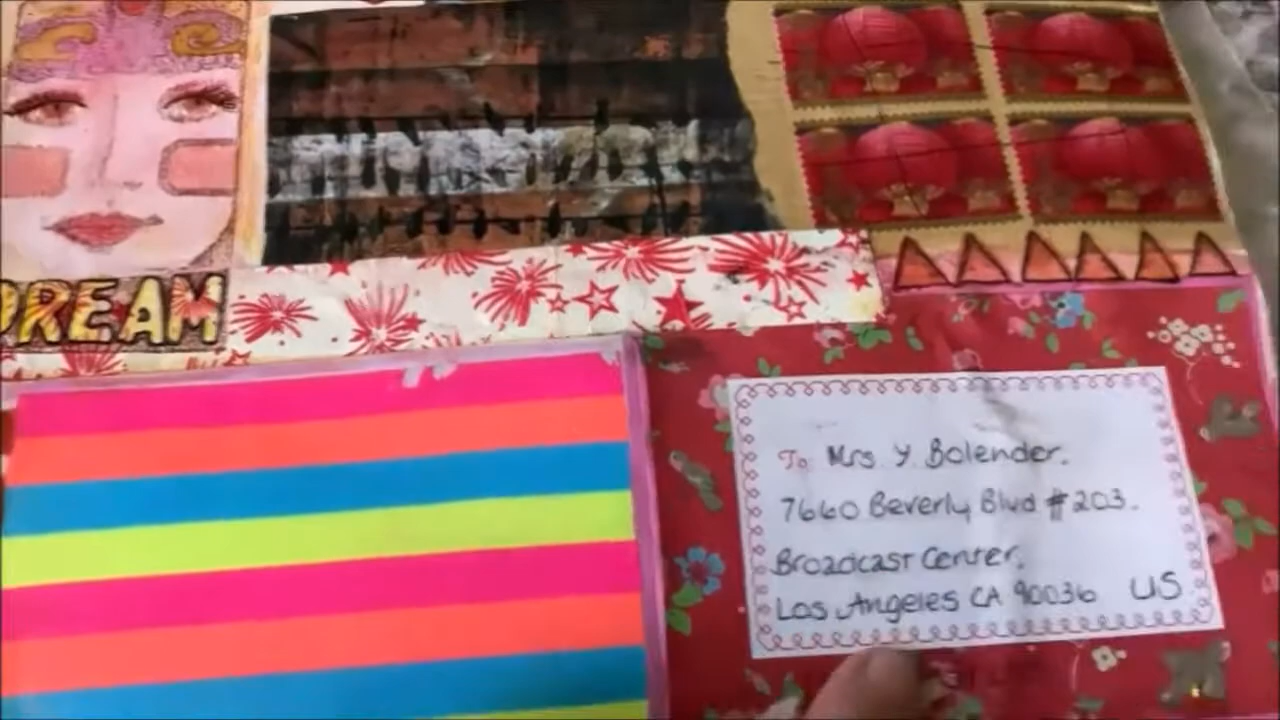 DREAM
To Mrs. Y. Bolender.
7660 Beverly Blvd #203.
Broadcast Center.
Los Angeles CA 90036 US